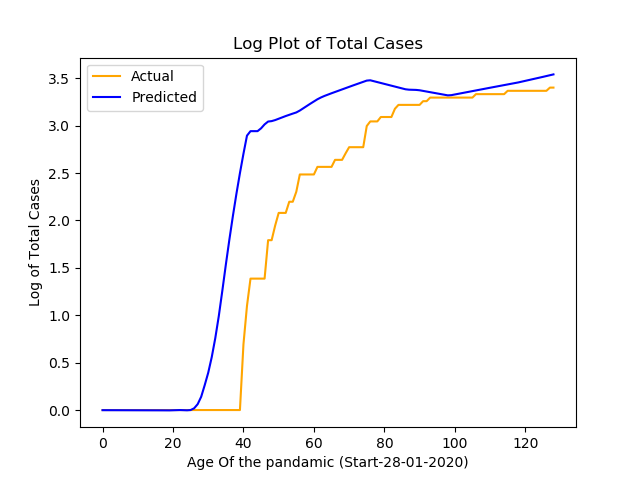 Log Plot of Total Cases
Actual
Predicted
Log of Total Cases
3.5
3.0
2.5
2.0
1.5
1.0
0.5
0.0
0 20 40 60 80 100 120
Age Of the pandamic (Start-28-01-2020)